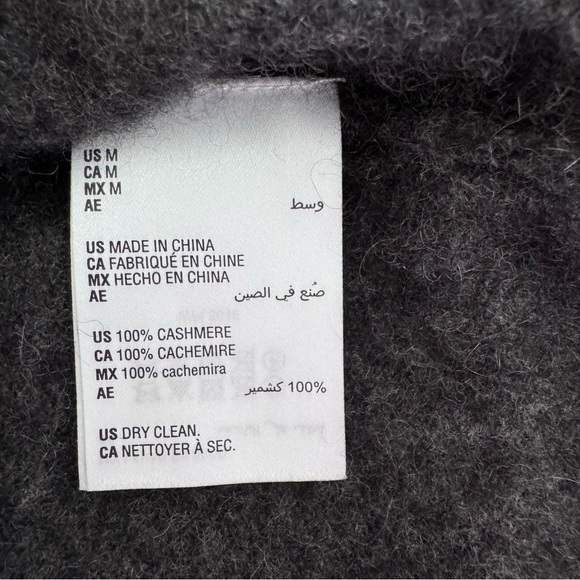 US M
CA M
MX M
AE وسط
US MADE IN CHINA
CA FABRIQUÉ EN CHINE
MX HECHO EN CHINA
AE صُنع في الصين
US 100% CASHMERE
CA 100% CACHEMIRE
MX 100% cachemira
AE 100% كشمير
US DRY CLEAN.
CA NETTOYER À SEC.